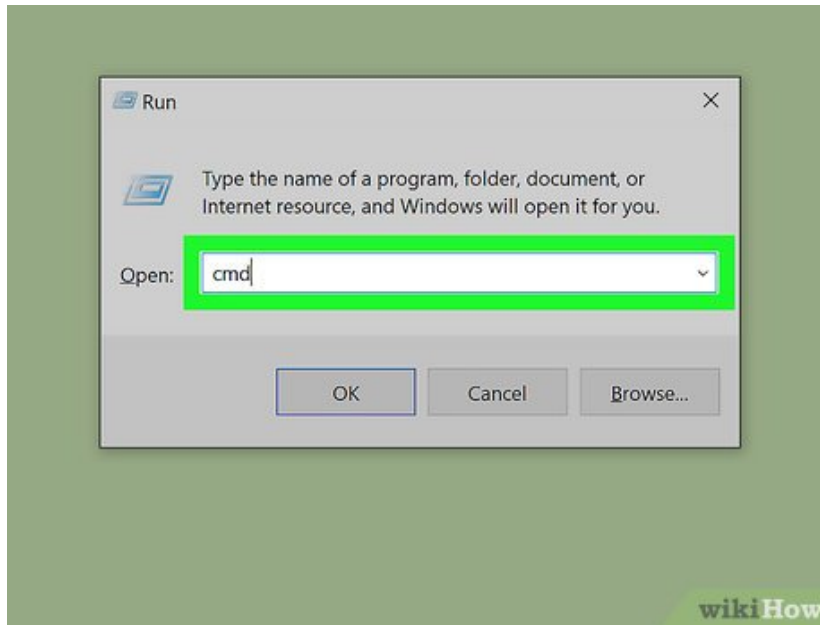 Run
Type the name of a program, folder, document, or
Internet resource, and Windows will open it for you.
Open: cmd
OK Cancel Browse...
wikiHow